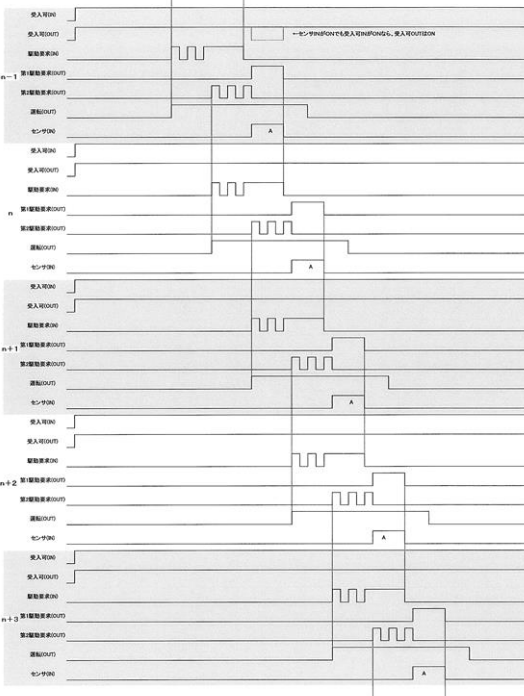 受入可(IN)
受入可(OUT)
←センサINがONでも受入可INがONなら、受入可OUTはON
駆動要求(IN)
n-1
第1駆動要求(OUT)
第2駆動要求(OUT)
運転(OUT)
センサ(IN)
A
受入可(IN)
受入可(OUT)
駆動要求(IN)
n
第1駆動要求(OUT)
第2駆動要求(OUT)
運転(OUT)
センサ(IN)
A
受入可(IN)
受入可(OUT)
駆動要求(IN)
n+1
第1駆動要求(OUT)
第2駆動要求(OUT)
運転(OUT)
センサ(IN)
A
受入可(IN)
受入可(OUT)
駆動要求(IN)
n+2
第1駆動要求(OUT)
第2駆動要求(OUT)
運転(OUT)
センサ(IN)
A
受入可(IN)
受入可(OUT)
駆動要求(IN)
n+3
第1駆動要求(OUT)
第2駆動要求(OUT)
運転(OUT)
センサ(IN)
A